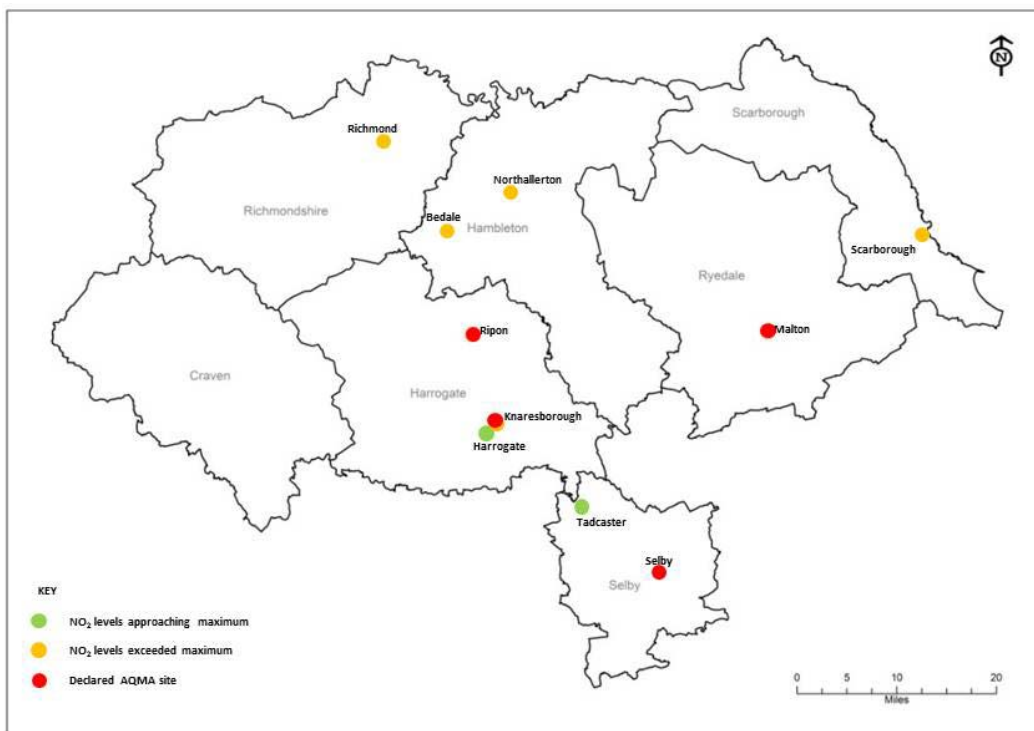 N
Scarborough
Richmond
Northallerton
Richmondshire
Bedale
Hambleton
Scarborough
Ryedale
Ripon
Malton
Craven
Harrogate
Knaresborough
Harrogate
Tadcaster
Selby
Selby
KEY
NO₂ levels approaching maximum
NO₂ levels exceeded maximum
Declared AQMA site
0 5 10 20
Miles